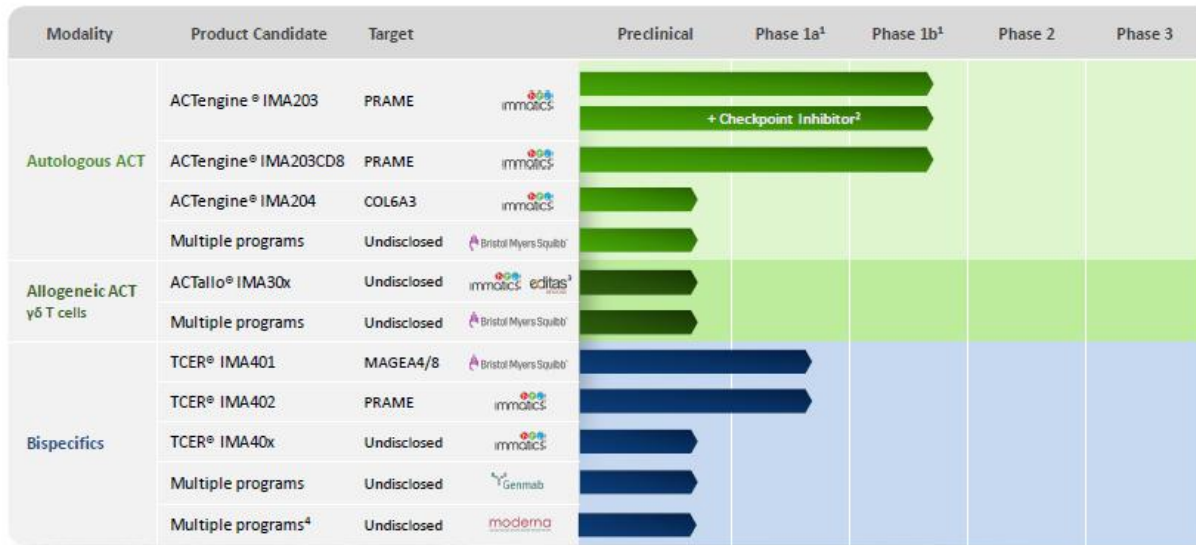 Modality Product Candidate Target Preclinical Phase 1a¹ Phase 1b¹ Phase 2 Phase 3
Autologous ACT
ACTengine® IMA203 PRAME immatics
+ Checkpoint Inhibitor²
ACTengine® IMA203CD8 PRAME immatics
ACTengine® IMA204 COL6A3 immatics
Multiple programs Undisclosed Bristol Myers Squibb
Allogeneic ACT
γδ T cells
ACTallo® IMA30x Undisclosed immatics editas³
Multiple programs Undisclosed Bristol Myers Squibb
Bispecifics
TCER® IMA401 MAGEA4/8 Bristol Myers Squibb
TCER® IMA402 PRAME immatics
TCER® IMA40x Undisclosed immatics
Multiple programs Undisclosed Genmab
Multiple programs⁴ Undisclosed moderna